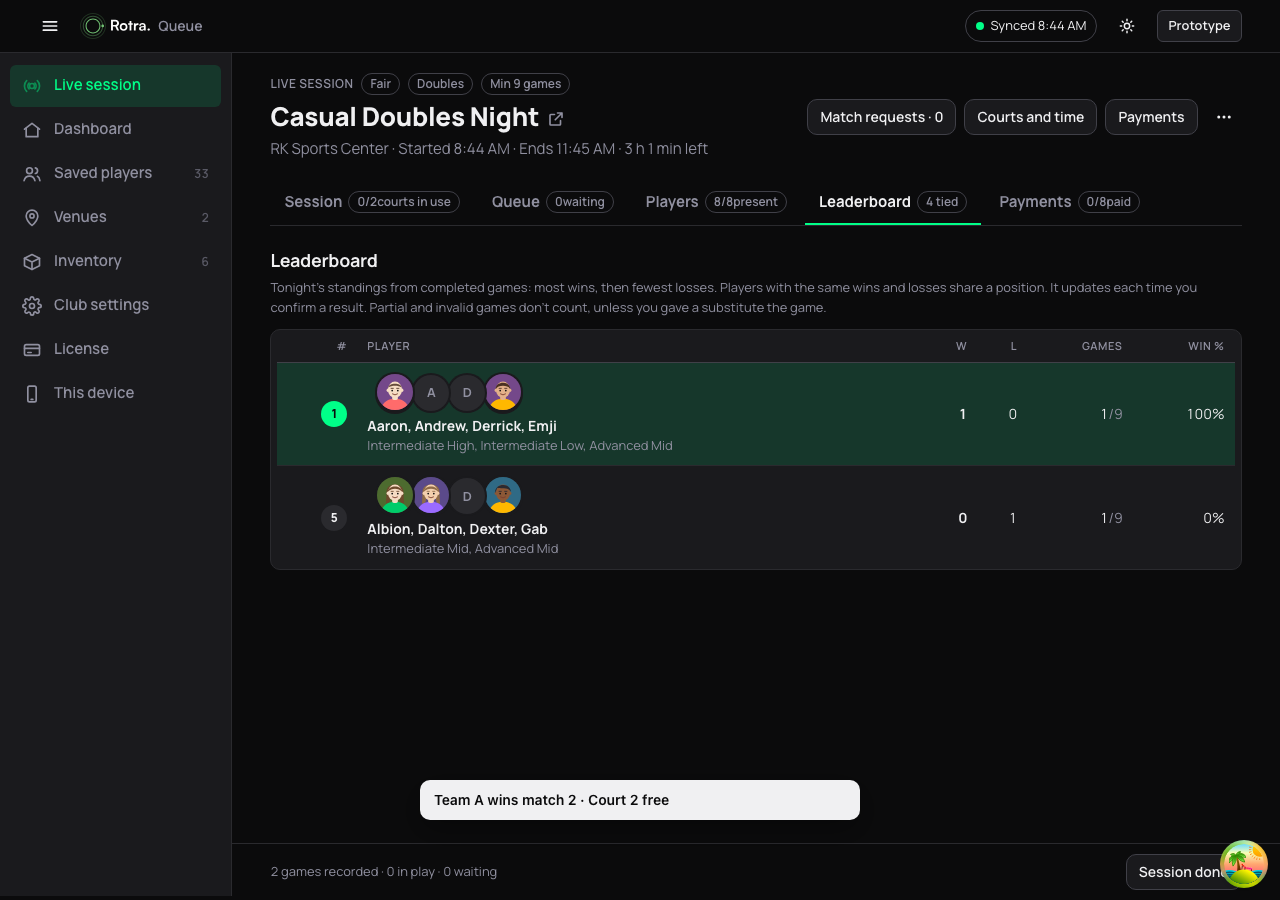 Rotra. Queue
Synced 8:44 AM
Prototype
Live session
Dashboard
Saved players 33
Venues 2
Inventory 6
Club settings
License
This device
LIVE SESSION Fair Doubles Min 9 games
Casual Doubles Night
Match requests · 0 Courts and time Payments
RK Sports Center · Started 8:44 AM · Ends 11:45 AM · 3 h 1 min left
Session 0/2courts in use Queue 0waiting Players 8/8present Leaderboard 4 tied Payments 0/8paid
Leaderboard
Tonight's standings from completed games: most wins, then fewest losses. Players with the same wins and losses share a position. It updates each time you
confirm a result. Partial and invalid games don't count, unless you gave a substitute the game.
# PLAYER W L GAMES WIN %
A D
1 1 0 1/9 100%
Aaron, Andrew, Derrick, Emji
Intermediate High, Intermediate Low, Advanced Mid
D
5 0 1 1/9 0%
Albion, Dalton, Dexter, Gab
Intermediate Mid, Advanced Mid
Team A wins match 2 · Court 2 free
2 games recorded · 0 in play · 0 waiting
Session done